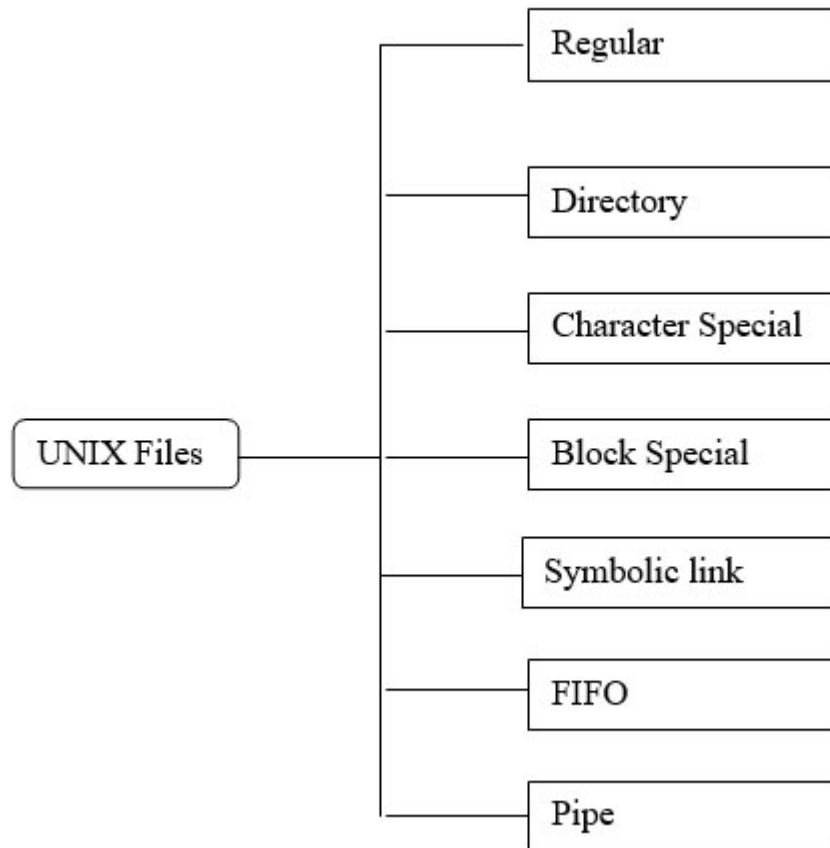 Regular
Directory
Character Special
UNIX Files
Block Special
Symbolic link
FIFO
Pipe